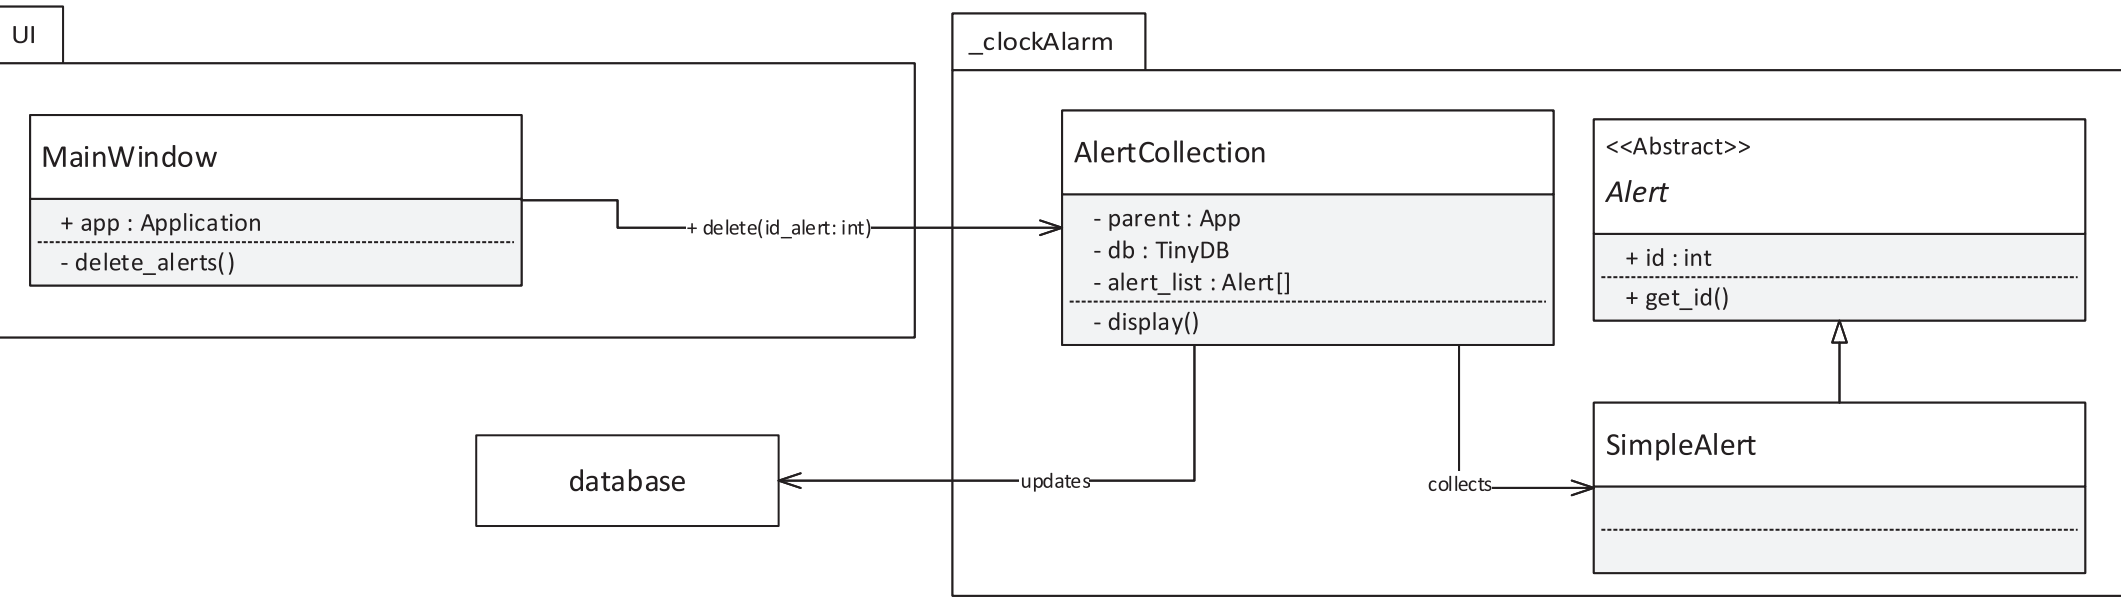 UI
MainWindow
+ app : Application
- delete_alerts()
+ delete(id_alert: int)
_clockAlarm
AlertCollection
- parent : App
- db : TinyDB
- alert_list : Alert[]
- display()
<<Abstract>>
Alert
+ id : int
+ get_id()
database
updates
collects
SimpleAlert